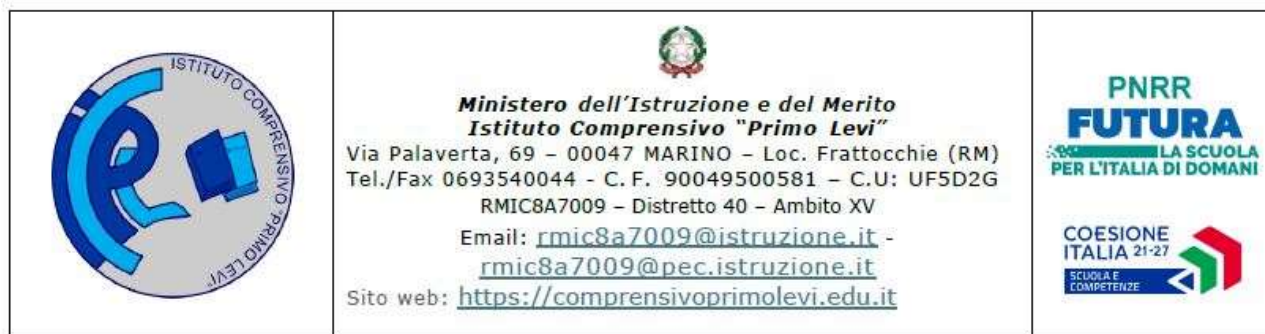 ISTITUTO COMPRENSIVO "PRIMO LEVI"
Ministero dell'Istruzione e del Merito
Istituto Comprensivo "Primo Levi"
Via Palaverta, 69 – 00047 MARINO – Loc. Frattocchie (RM)
Tel./Fax 0693540044 - C.F. 90049500581 – C.U: UF5D2G
RMIC8A7009 – Distretto 40 – Ambito XV
Email: rmic8a7009@istruzione.it -
rmic8a7009@pec.istruzione.it
Sito web: https://comprensivoprimolevi.edu.it
PNRR
FUTURA
LA SCUOLA
PER L'ITALIA DI DOMANI
COESIONE
ITALIA 21-27
SCUOLA E
COMPETENZE